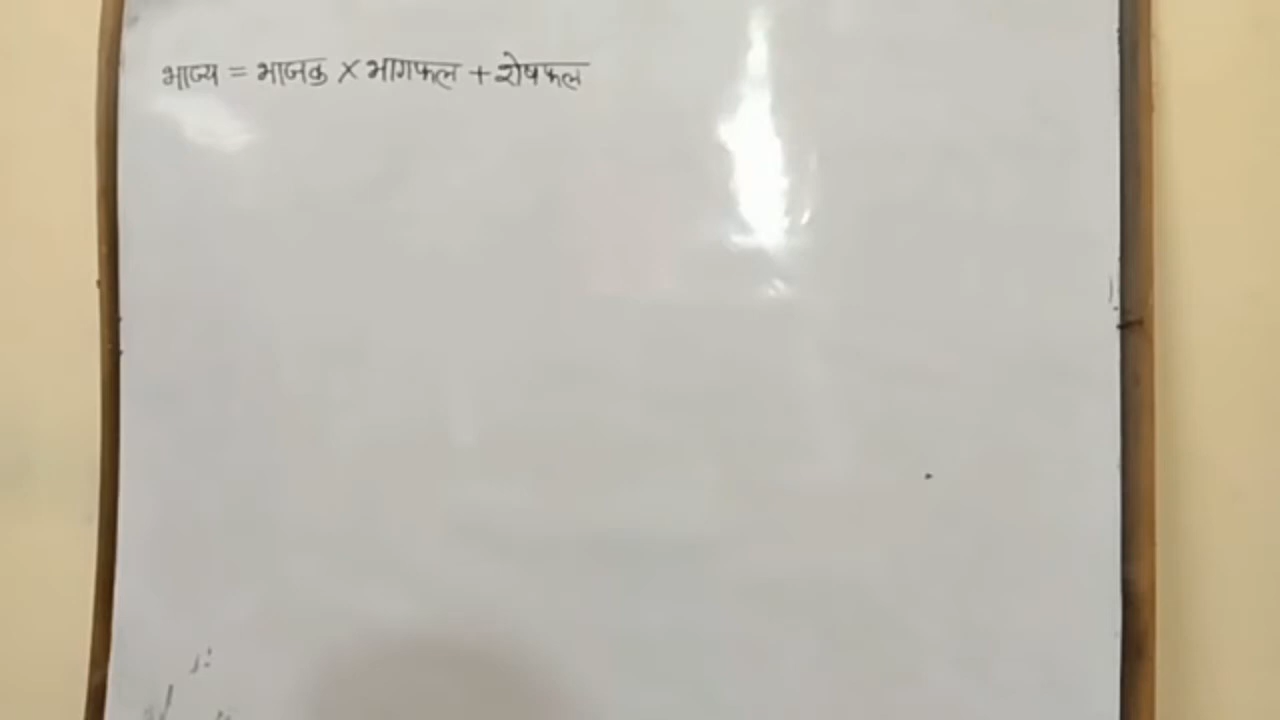 भाज्य = भाजक × भागफल + शेषफल